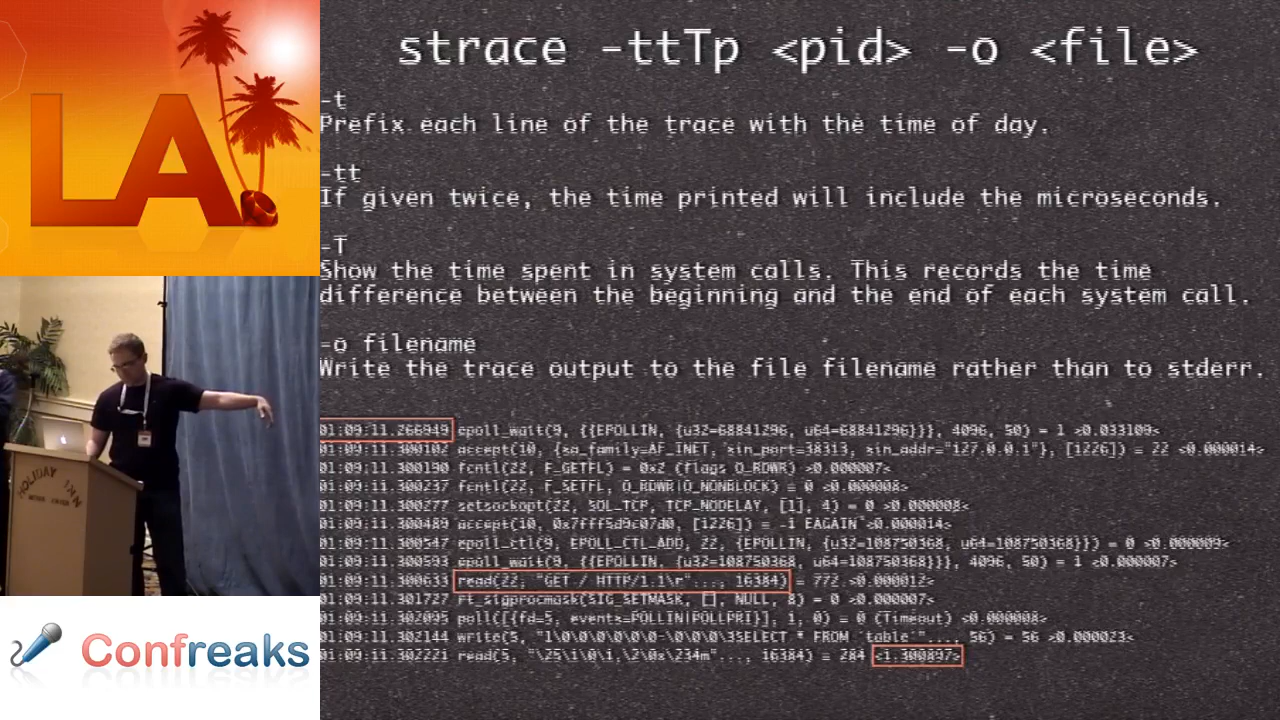 LA.
HOLIDAY INN
Confreaks
strace -ttTp <pid> -o <file>
-t
Prefix each line of the trace with the time of day.
-tt
If given twice, the time printed will include the microseconds.
-T
Show the time spent in system calls. This records the time
difference between the beginning and the end of each system call.
-o filename
Write the trace output to the file filename rather than to stderr.
01:09:11.266949 epoll_wait(9, {{EPOLLIN, {u32=68841296, u64=68841296}}}, 4096, 50) = 1 >0.033109<
01:09:11.300102 accept(10, {sa_family=AF_INET, sin_port=38313, sin_addr="127.0.0.1"}, [1226]) = 22 <0.000014>
01:09:11.300190 fcntl(22, F_GETFL) = 0x2 (flags O_RDWR) >0.000007<
01:09:11.300237 fcntl(22, F_SETFL, O_RDWR|O_NONBLOCK) = 0 <0.000008>
01:09:11.300277 setsockopt(22, SOL_TCP, TCP_NODELAY, [1], 4) = 0 >0.000008<
01:09:11.300489 accept(10, 0x7fff5d9c07d0, [1226]) = -1 EAGAIN <0.000014>
01:09:11.300547 epoll_ctl(9, EPOLL_CTL_ADD, 22, {EPOLLIN, {u32=108750368, u64=108750368}}) = 0 >0.000009<
01:09:11.300593 epoll_wait(9, {{EPOLLIN, {u32=108750368, u64=108750368}}}, 4096, 50) = 1 >0.000007<
01:09:11.300633 read(22, "GET / HTTP/1.1\r"..., 16384) = 772 <0.000012>
01:09:11.301727 rt_sigprocmask(SIG_SETMASK, [], NULL, 8) = 0 >0.000007<
01:09:11.302095 poll([{fd=5, events=POLLIN|POLLPRI}], 1, 0) = 0 (Timeout) <0.000008>
01:09:11.302144 write(5, "1\0\0\0\0\0\0-\0\0\0\3SELECT * FROM `table`"..., 56) = 56 >0.000023<
01:09:11.302221 read(5, "\25\1\0\1,\2\0x\234m"..., 16384) = 284 <1.300897>